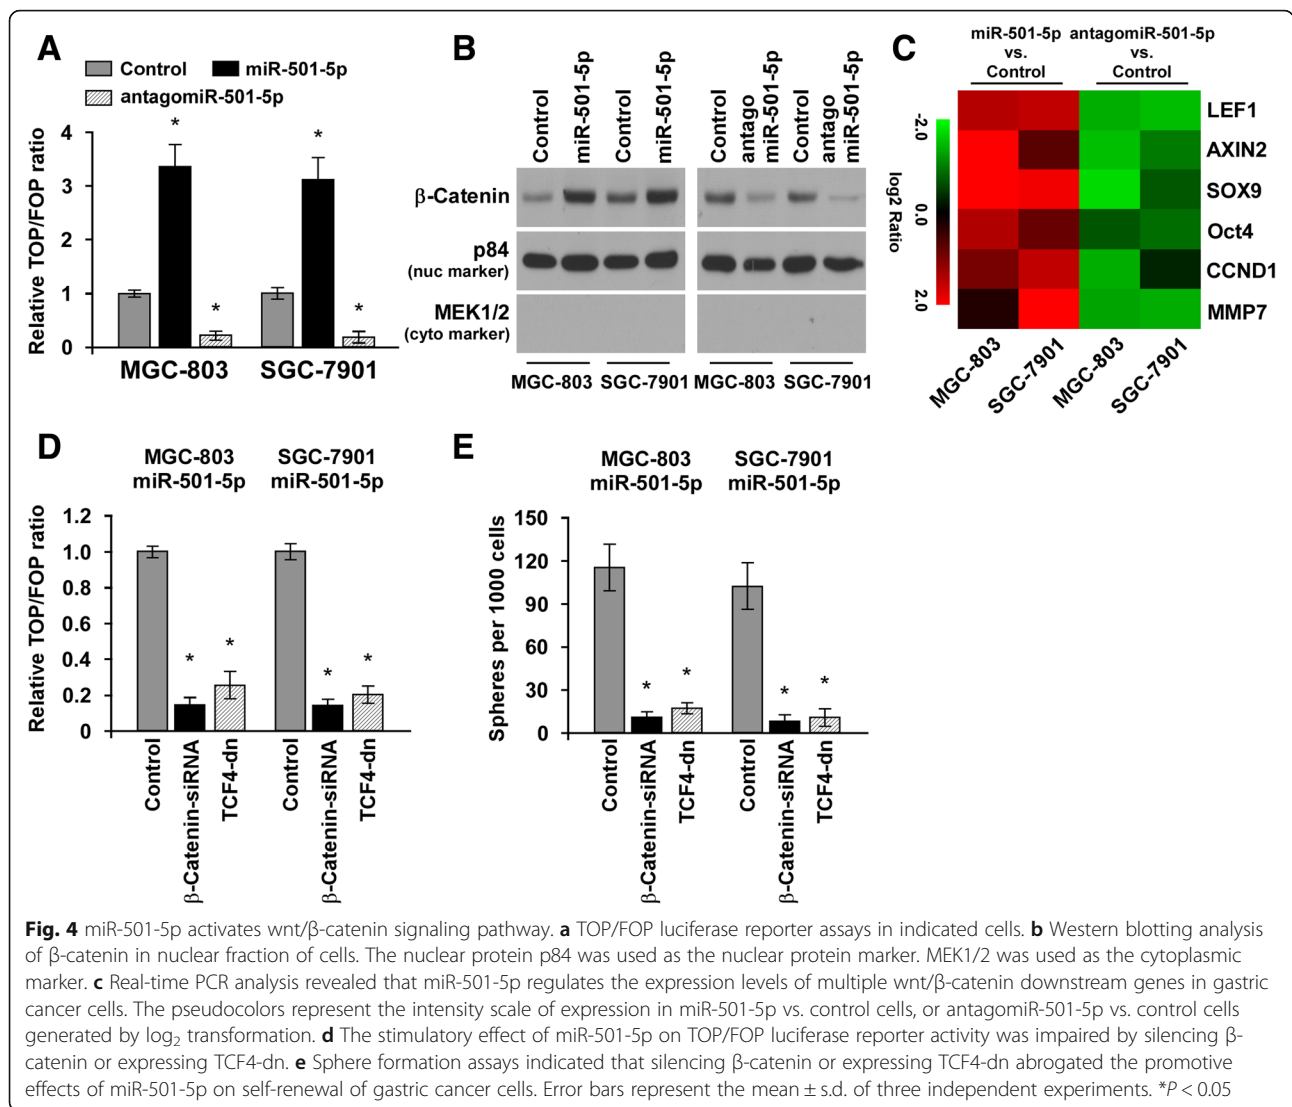 A
Control
miR-501-5p
antagomiR-501-5p
Relative TOP/FOP ratio
4
3
2
1
0
*
*
*
*
MGC-803
SGC-7901
B
Control
miR-501-5p
Control
miR-501-5p
Control
antago
miR-501-5p
Control
antago
miR-501-5p
β-Catenin
p84
(nuc marker)
MEK1/2
(cyto marker)
MGC-803
SGC-7901
MGC-803
SGC-7901
C
miR-501-5p
vs.
Control
antagomiR-501-5p
vs.
Control
-2.0
0.0
2.0
log2 Ratio
LEF1
AXIN2
SOX9
Oct4
CCND1
MMP7
MGC-803
SGC-7901
MGC-803
SGC-7901
D
MGC-803
miR-501-5p
SGC-7901
miR-501-5p
Relative TOP/FOP ratio
1.2
1.0
0.8
0.6
0.4
0.2
0
*
*
*
*
Control
β-Catenin-siRNA
TCF4-dn
Control
β-Catenin-siRNA
TCF4-dn
E
MGC-803
miR-501-5p
SGC-7901
miR-501-5p
Spheres per 1000 cells
150
120
90
60
30
0
*
*
*
*
Control
β-Catenin-siRNA
TCF4-dn
Control
β-Catenin-siRNA
TCF4-dn
Fig. 4 miR-501-5p activates wnt/β-catenin signaling pathway. a TOP/FOP luciferase reporter assays in indicated cells. b Western blotting analysis
of β-catenin in nuclear fraction of cells. The nuclear protein p84 was used as the nuclear protein marker. MEK1/2 was used as the cytoplasmic
marker. c Real-time PCR analysis revealed that miR-501-5p regulates the expression levels of multiple wnt/β-catenin downstream genes in gastric
cancer cells. The pseudocolors represent the intensity scale of expression in miR-501-5p vs. control cells, or antagomiR-501-5p vs. control cells
generated by log₂ transformation. d The stimulatory effect of miR-501-5p on TOP/FOP luciferase reporter activity was impaired by silencing β-
catenin or expressing TCF4-dn. e Sphere formation assays indicated that silencing β-catenin or expressing TCF4-dn abrogated the promotive
effects of miR-501-5p on self-renewal of gastric cancer cells. Error bars represent the mean ± s.d. of three independent experiments. *P < 0.05